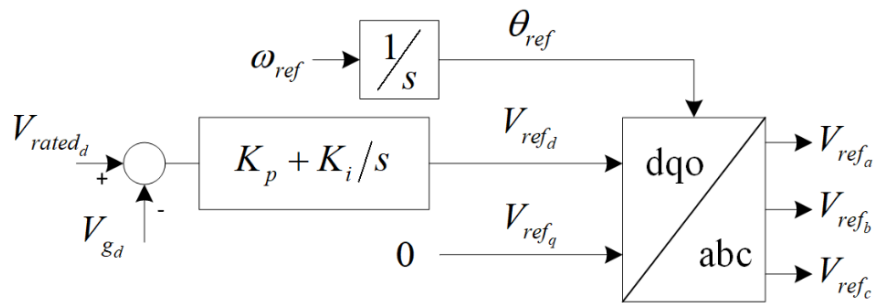 ω_ref
1/s
θ_ref
V_rated_d
+
-
V_g_d
K_p + K_i/s
V_ref_d
0
V_ref_q
dqo
abc
V_ref_a
V_ref_b
V_ref_c